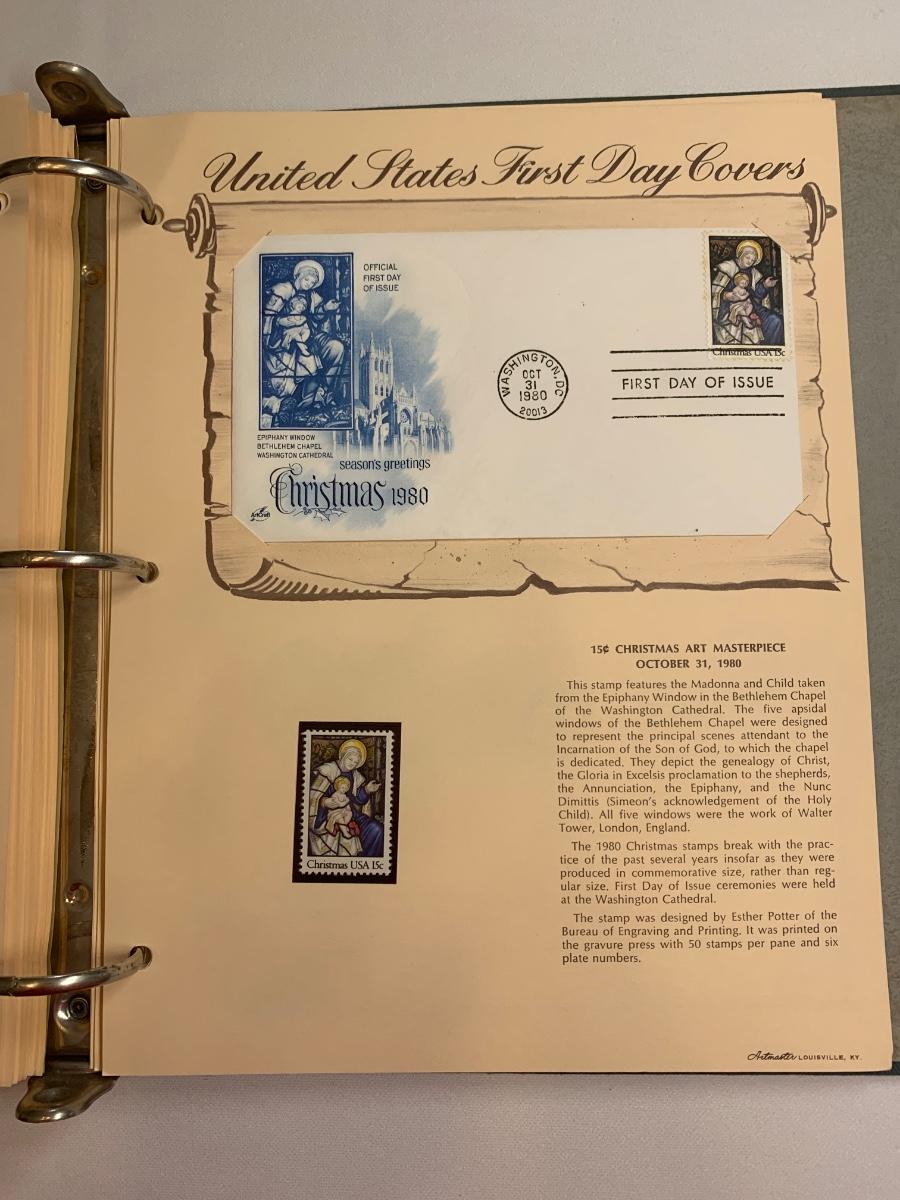 United States First Day Covers
OFFICIAL
FIRST DAY
OF ISSUE
Christmas USA 15c
WASHINGTON, DC
OCT
31
1980
20013
FIRST DAY OF ISSUE
EPIPHANY WINDOW
BETHLEHEM CHAPEL
WASHINGTON CATHEDRAL
season's greetings
Christmas 1980
ArtCraft
15¢ CHRISTMAS ART MASTERPIECE
OCTOBER 31, 1980
This stamp features the Madonna and Child taken
from the Epiphany Window in the Bethlehem Chapel
of the Washington Cathedral. The five apsidal
windows of the Bethlehem Chapel were designed
to represent the principal scenes attendant to the
Incarnation of the Son of God, to which the chapel
is dedicated. They depict the genealogy of Christ,
the Gloria in Excelsis proclamation to the shepherds,
the Annunciation, the Epiphany, and the Nunc
Dimittis (Simeon's acknowledgement of the Holy
Child). All five windows were the work of Walter
Tower, London, England.
The 1980 Christmas stamps break with the prac-
tice of the past several years insofar as they were
produced in commemorative size, rather than reg-
ular size. First Day of Issue ceremonies were held
at the Washington Cathedral.
The stamp was designed by Esther Potter of the
Bureau of Engraving and Printing. It was printed on
the gravure press with 50 stamps per pane and six
plate numbers.
Christmas USA 15c
Artmaster LOUISVILLE, KY.